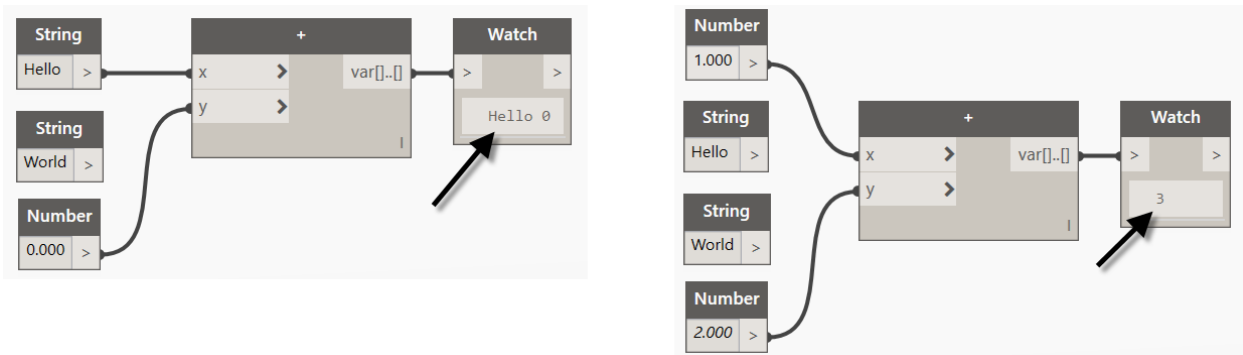 String
Hello >
String
World >
Number
0.000 >
+
x > var[]..[]
y >
l
Watch
> >
Hello 0
Number
1.000 >
String
Hello >
String
World >
Number
2.000 >
+
x > var[]..[]
y >
l
Watch
> >
3